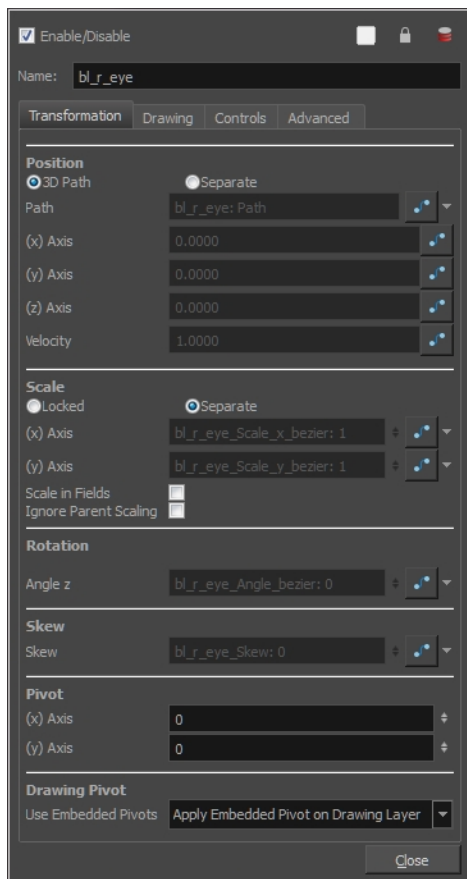 Enable/Disable
Name: bl_r_eye
Transformation Drawing Controls Advanced
Position
3D Path Separate
Path bl_r_eye: Path
(x) Axis 0.0000
(y) Axis 0.0000
(z) Axis 0.0000
Velocity 1.0000
Scale
Locked Separate
(x) Axis bl_r_eye_Scale_x_bezier: 1
(y) Axis bl_r_eye_Scale_y_bezier: 1
Scale in Fields
Ignore Parent Scaling
Rotation
Angle z bl_r_eye_Angle_bezier: 0
Skew
Skew bl_r_eye_Skew: 0
Pivot
(x) Axis 0
(y) Axis 0
Drawing Pivot
Use Embedded Pivots Apply Embedded Pivot on Drawing Layer
Close